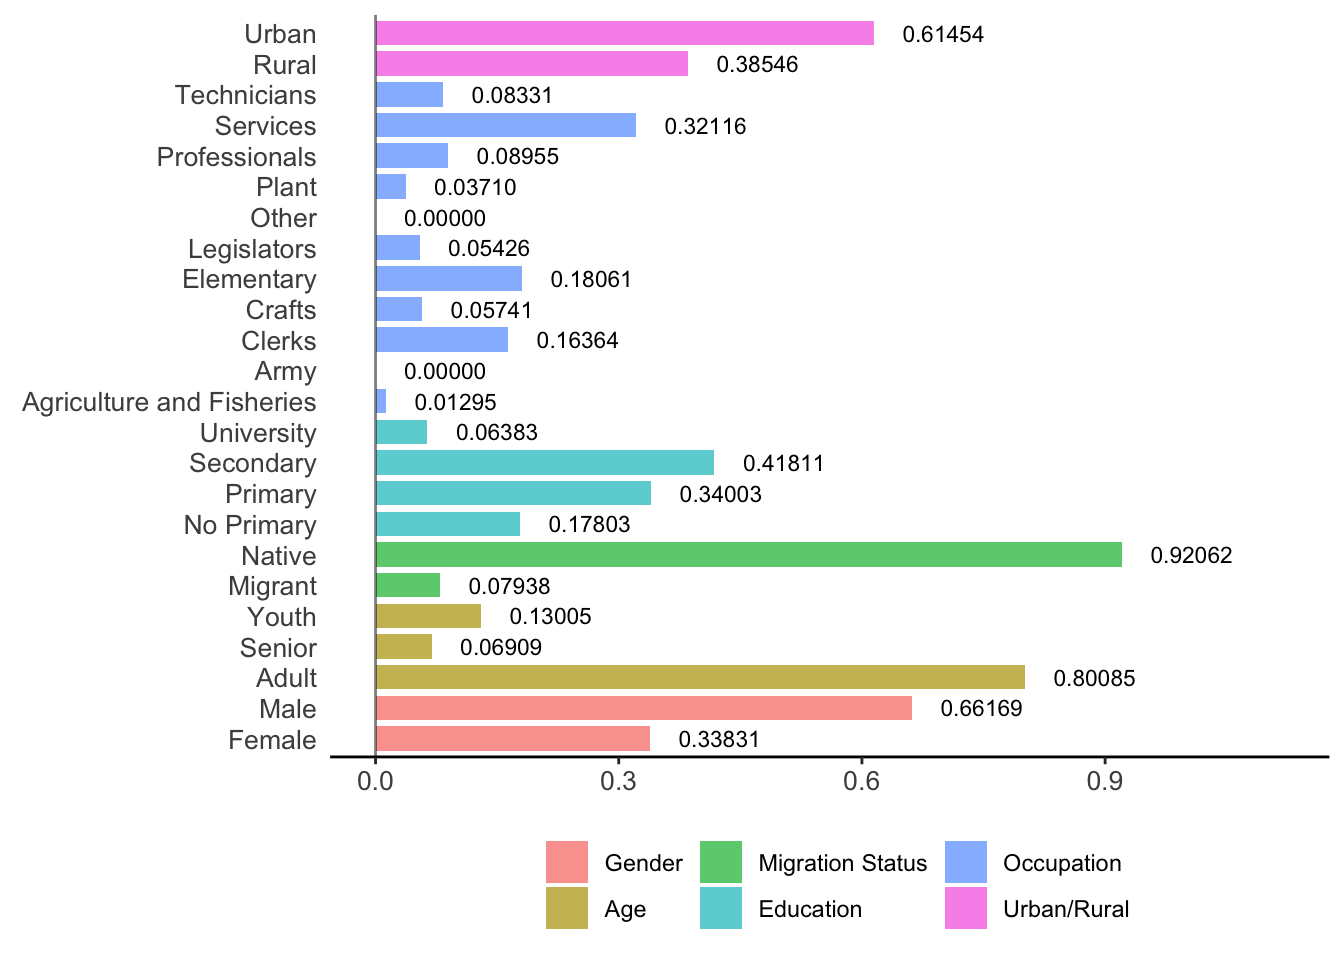 Urban 0.61454
Rural 0.38546
Technicians 0.08331
Services 0.32116
Professionals 0.08955
Plant 0.03710
Other 0.00000
Legislators 0.05426
Elementary 0.18061
Crafts 0.05741
Clerks 0.16364
Army 0.00000
Agriculture and Fisheries 0.01295
University 0.06383
Secondary 0.41811
Primary 0.34003
No Primary 0.17803
Native 0.92062
Migrant 0.07938
Youth 0.13005
Senior 0.06909
Adult 0.80085
Male 0.66169
Female 0.33831
0.0 0.3 0.6 0.9
Gender Migration Status Occupation
Age Education Urban/Rural